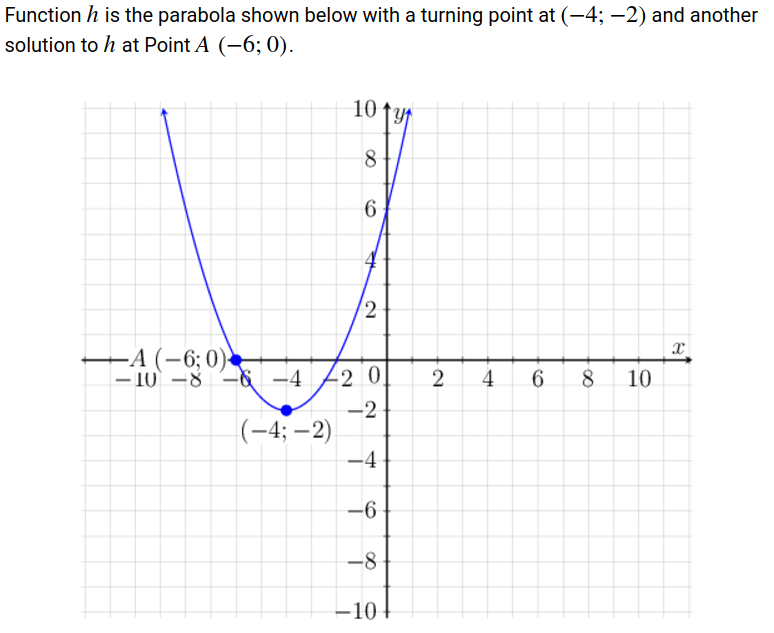 Function h is the parabola shown below with a turning point at (−4; −2) and another
solution to h at Point A (−6; 0).
10 y
8
6
4
2
A (−6; 0)
x
−10 −8 −6 −4 −2 0 2 4 6 8 10
−2
(−4; −2)
−4
−6
−8
−10